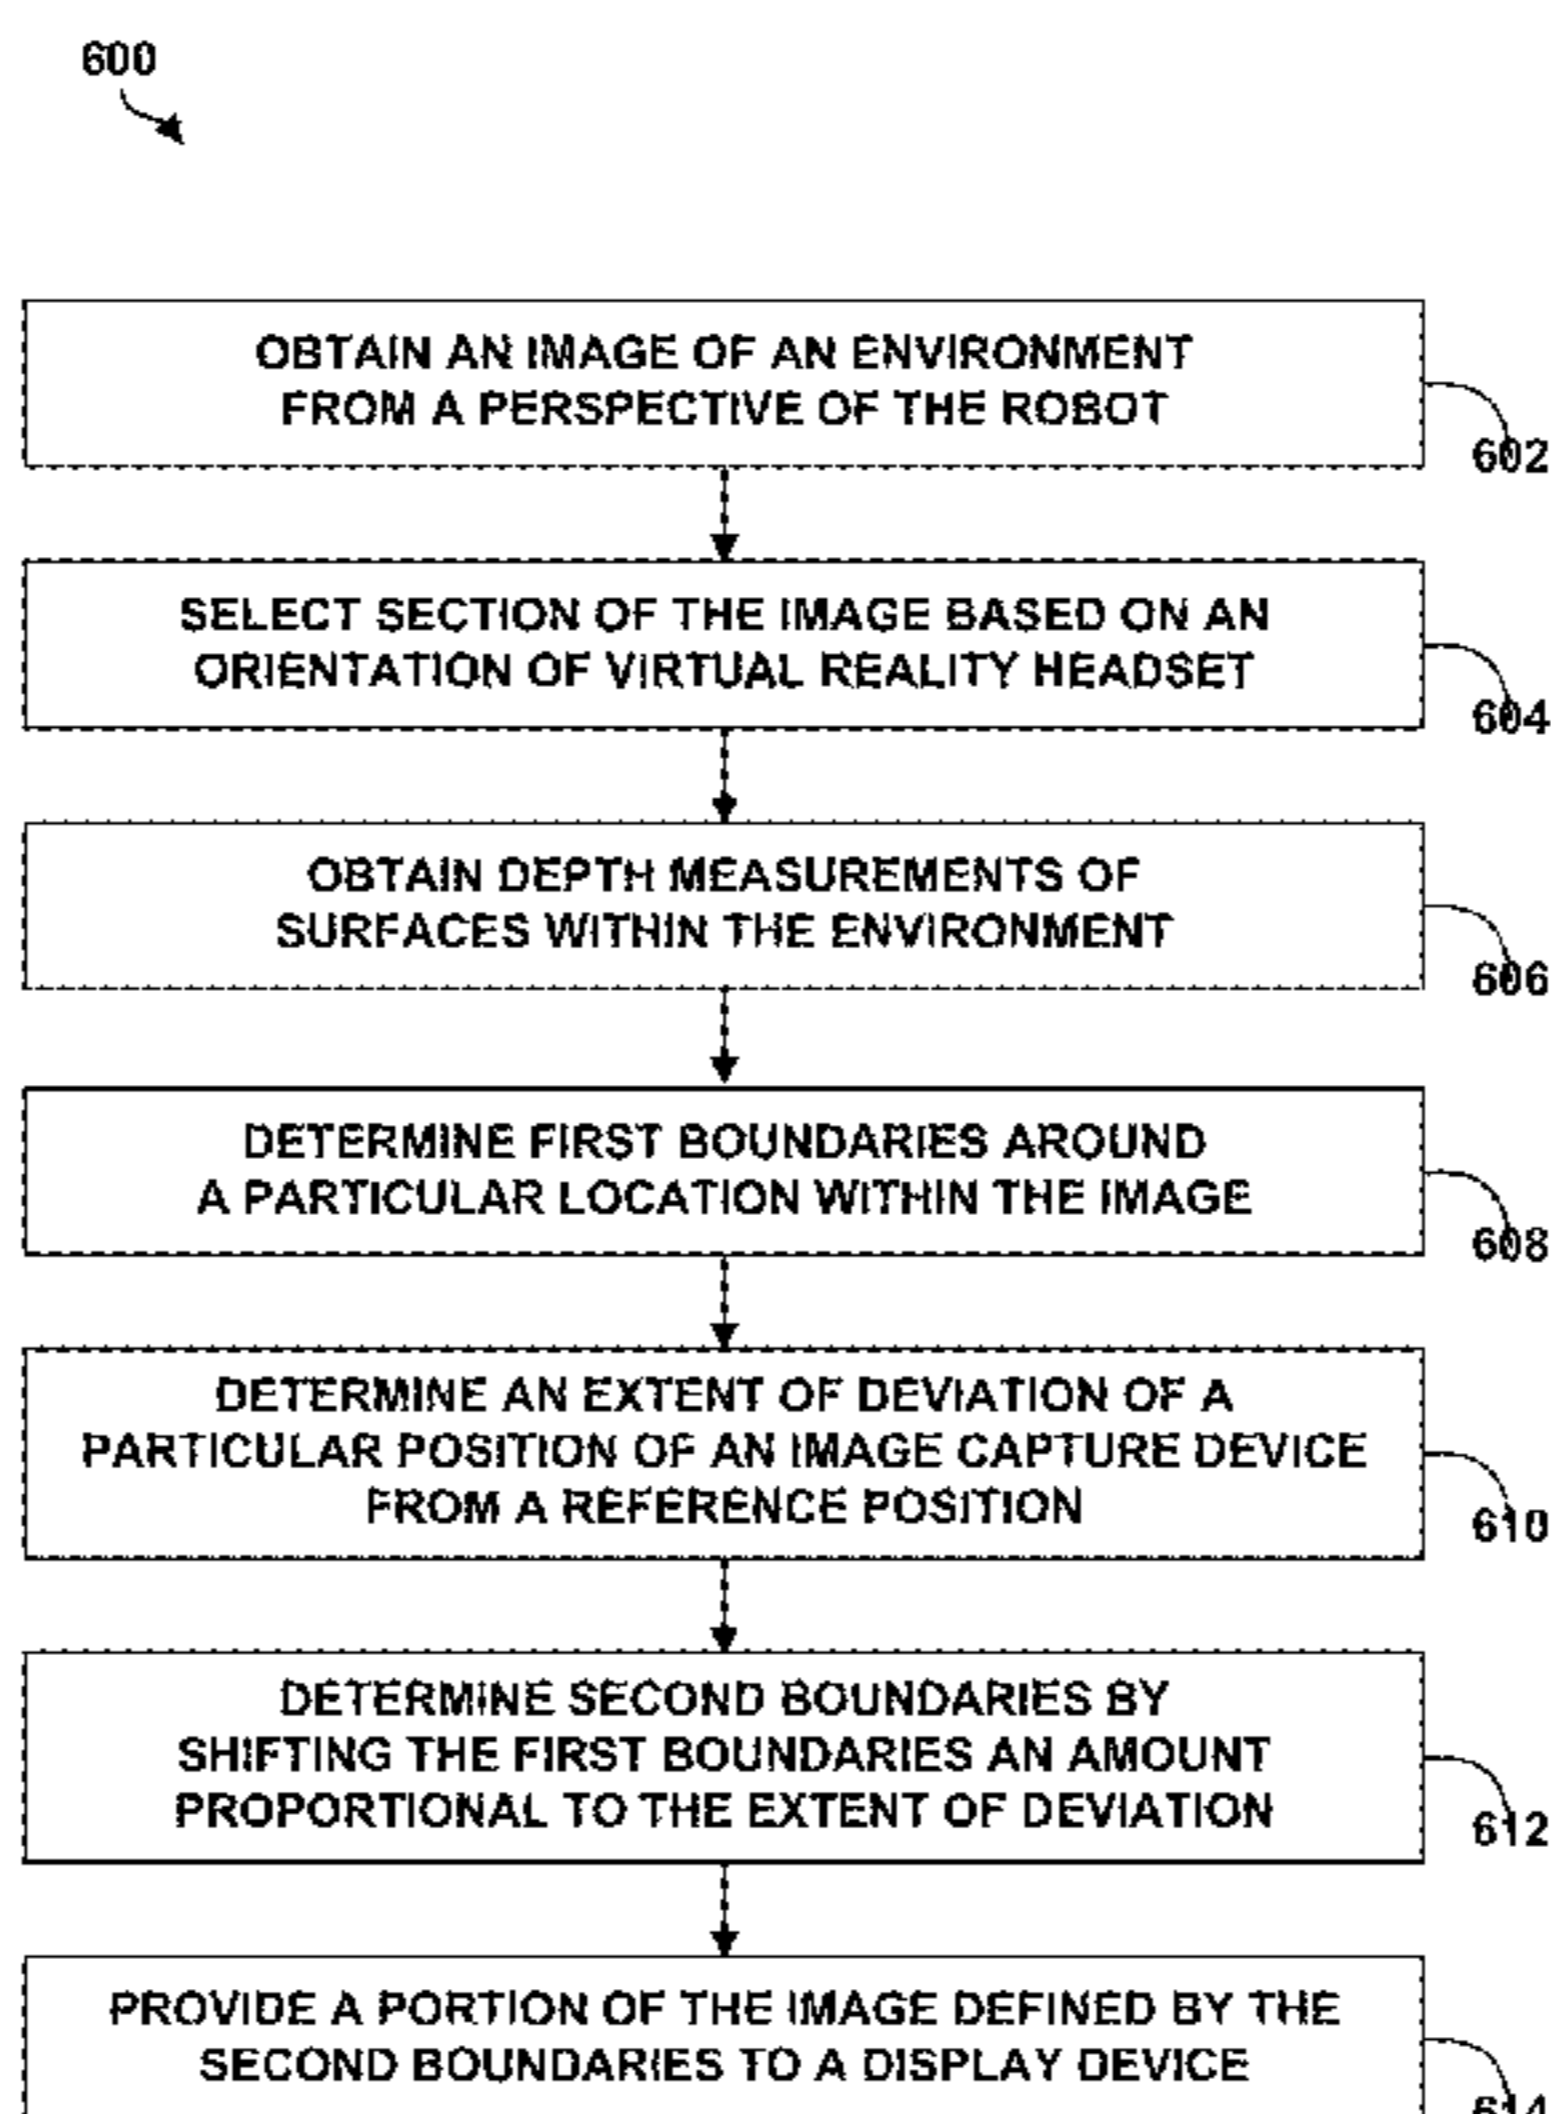 600
OBTAIN AN IMAGE OF AN ENVIRONMENT
FROM A PERSPECTIVE OF THE ROBOT
602
SELECT SECTION OF THE IMAGE BASED ON AN
ORIENTATION OF VIRTUAL REALITY HEADSET
604
OBTAIN DEPTH MEASUREMENTS OF
SURFACES WITHIN THE ENVIRONMENT
606
DETERMINE FIRST BOUNDARIES AROUND
A PARTICULAR LOCATION WITHIN THE IMAGE
608
DETERMINE AN EXTENT OF DEVIATION OF A
PARTICULAR POSITION OF AN IMAGE CAPTURE DEVICE
FROM A REFERENCE POSITION
610
DETERMINE SECOND BOUNDARIES BY
SHIFTING THE FIRST BOUNDARIES AN AMOUNT
PROPORTIONAL TO THE EXTENT OF DEVIATION
612
PROVIDE A PORTION OF THE IMAGE DEFINED BY THE
SECOND BOUNDARIES TO A DISPLAY DEVICE
614